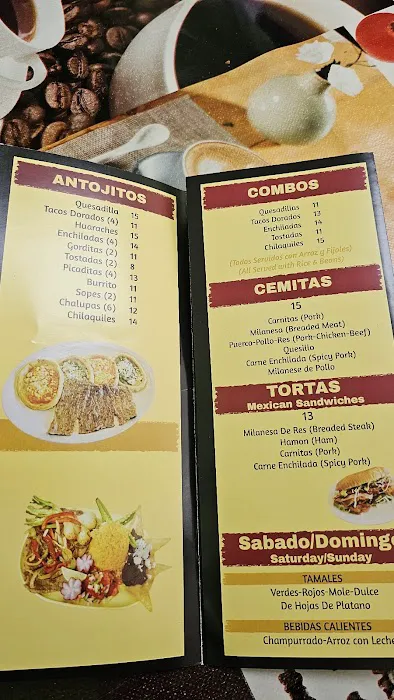 ANTOJITOS
Quesadilla 15
Tacos Dorados (4) 11
Huaraches 15
Enchiladas (4) 14
Gorditas (2) 11
Tostadas (2) 8
Picaditas (4) 13
Burrito 11
Sopes (2) 11
Chalupas (6) 12
Chilaquiles 14
COMBOS
Quesadillas 11
Tacos Dorados 13
Enchiladas 14
Tostadas 11
Chilaquiles 15
(Todos Servidos con Arroz y Frijoles)
(All Served with Rice & Beans)
CEMITAS
15
Carnitas (Pork)
Milanesa (Breaded Meat)
Puerco-Pollo-Res (Pork-Chicken-Beef)
Quesillo
Carne Enchilada (Spicy Pork)
Milanese de Pollo
TORTAS
Mexican Sandwiches
13
Milanesa De Res (Breaded Steak)
Hamon (Ham)
Carnitas (Pork)
Carne Enchilada (Spicy Pork)
Sabado/Domingo
Saturday/Sunday
TAMALES
Verdes-Rojos-Mole-Dulce
De Hojas De Platano
BEBIDAS CALIENTES
Champurrado-Arroz con Leche